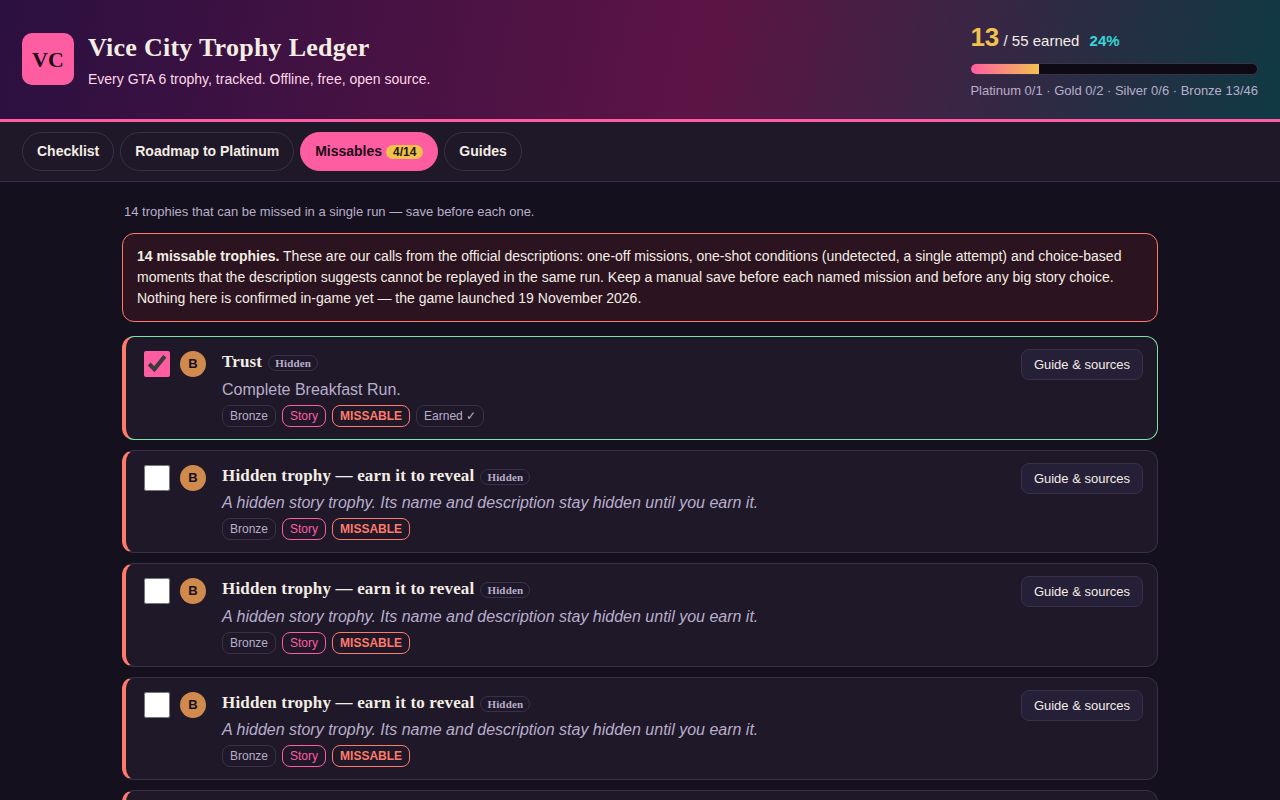 VC
Vice City Trophy Ledger
Every GTA 6 trophy, tracked. Offline, free, open source.
13 / 55 earned 24%
Platinum 0/1 · Gold 0/2 · Silver 0/6 · Bronze 13/46
Checklist
Roadmap to Platinum
Missables 4/14
Guides
14 trophies that can be missed in a single run — save before each one.
14 missable trophies. These are our calls from the official descriptions: one-off missions, one-shot conditions (undetected, a single attempt) and choice-based
moments that the description suggests cannot be replayed in the same run. Keep a manual save before each named mission and before any big story choice.
Nothing here is confirmed in-game yet — the game launched 19 November 2026.
B
Trust Hidden
Guide & sources
Complete Breakfast Run.
Bronze Story MISSABLE Earned ✓
B
Hidden trophy — earn it to reveal Hidden
Guide & sources
A hidden story trophy. Its name and description stay hidden until you earn it.
Bronze Story MISSABLE
B
Hidden trophy — earn it to reveal Hidden
Guide & sources
A hidden story trophy. Its name and description stay hidden until you earn it.
Bronze Story MISSABLE
B
Hidden trophy — earn it to reveal Hidden
Guide & sources
A hidden story trophy. Its name and description stay hidden until you earn it.
Bronze Story MISSABLE